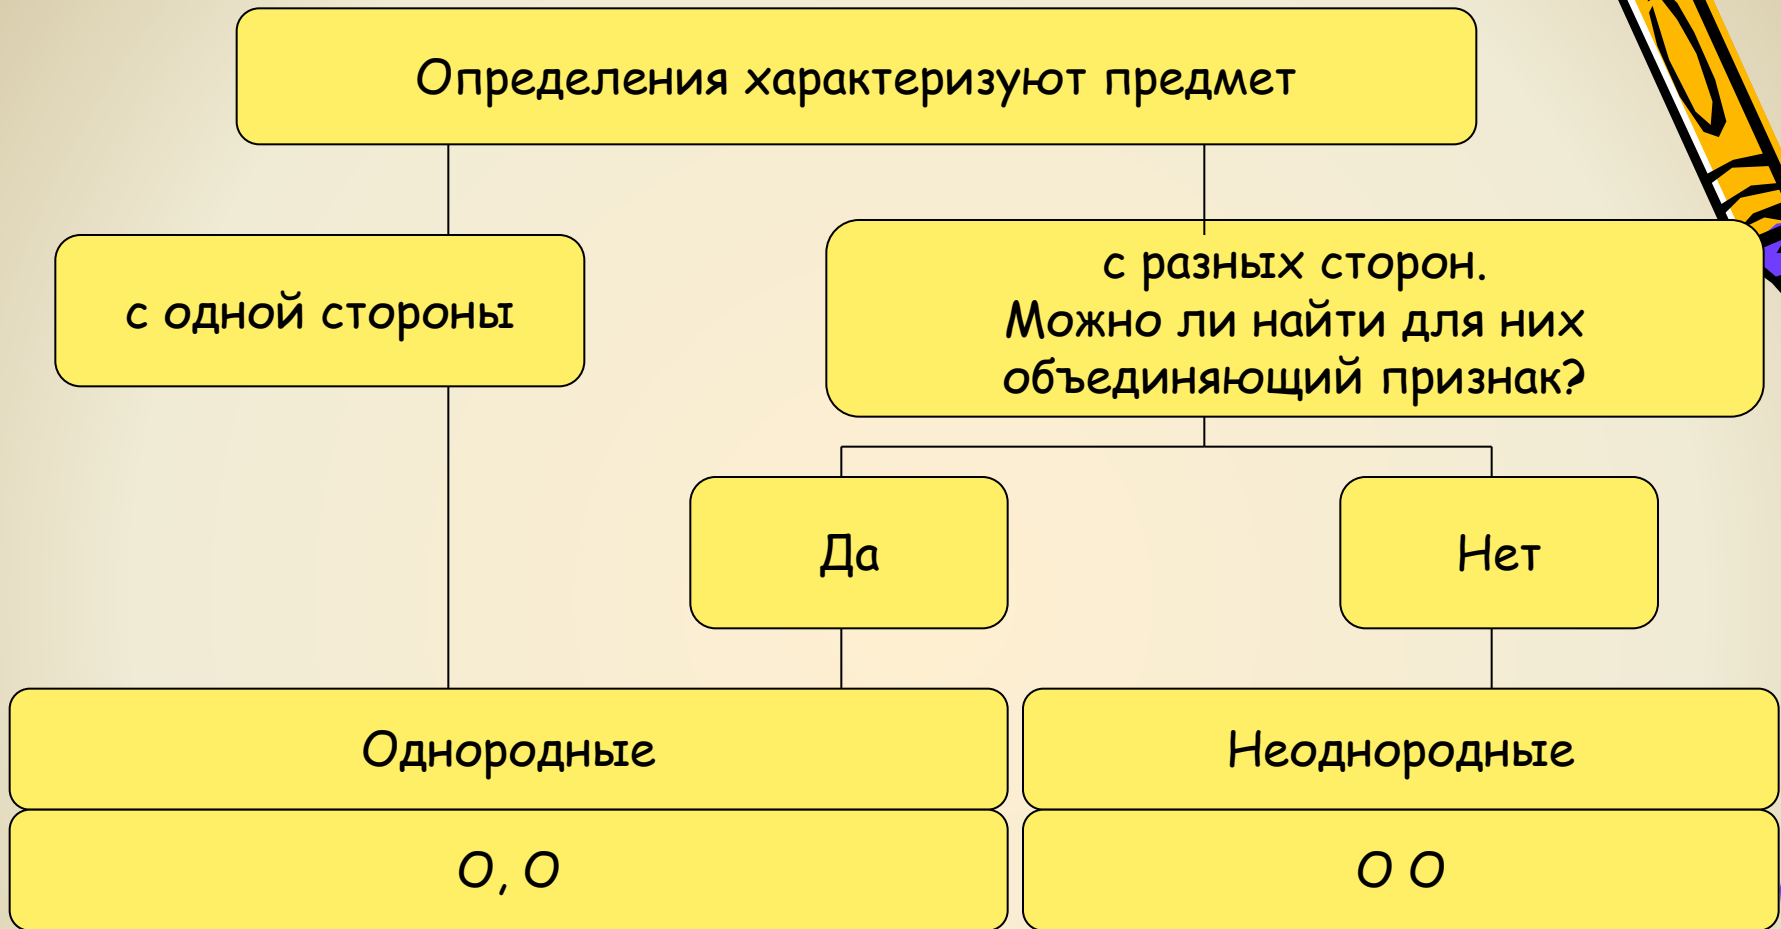 Определения характеризуют предмет
с одной стороны
с разных сторон.
Можно ли найти для них
объединяющий признак?
Да
Нет
Однородные
Неоднородные
О, О
О О